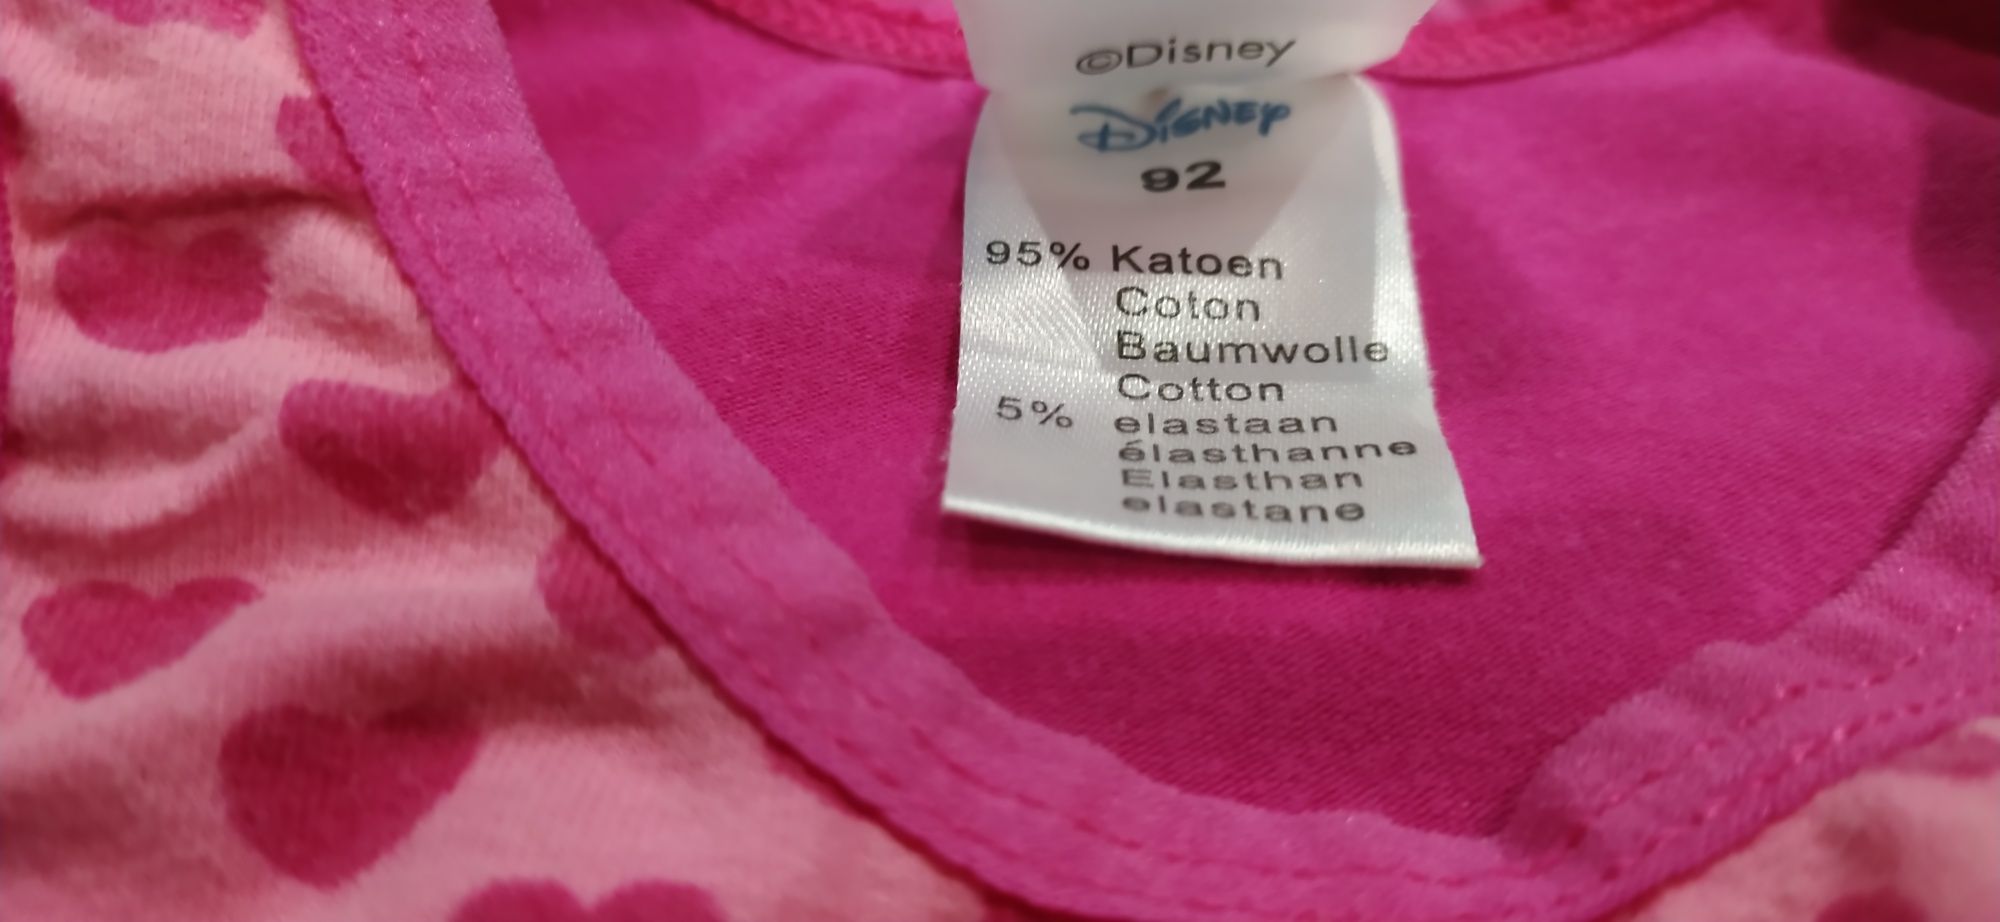 ©Disney
Disney
92
95% Katoen
Coton
Baumwolle
Cotton
5% elastaan
élasthanne
Elasthan
elastane